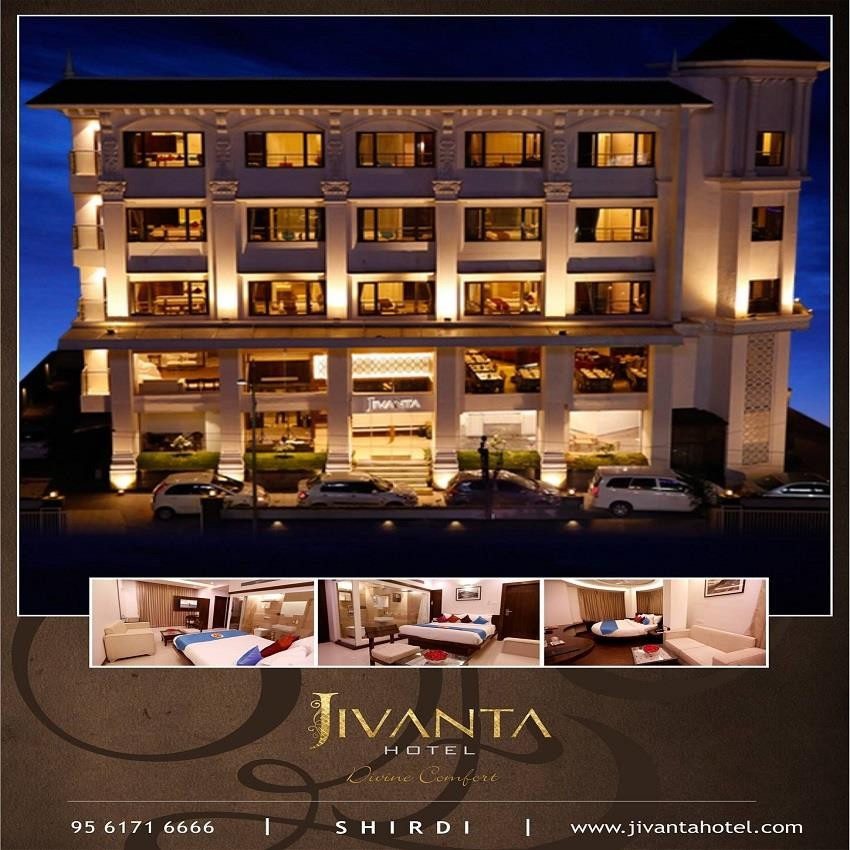 JIVANTA
JIVANTA
HOTEL
Divine Comfort
95 6171 6666 | SHIRDI | www.jivantahotel.com